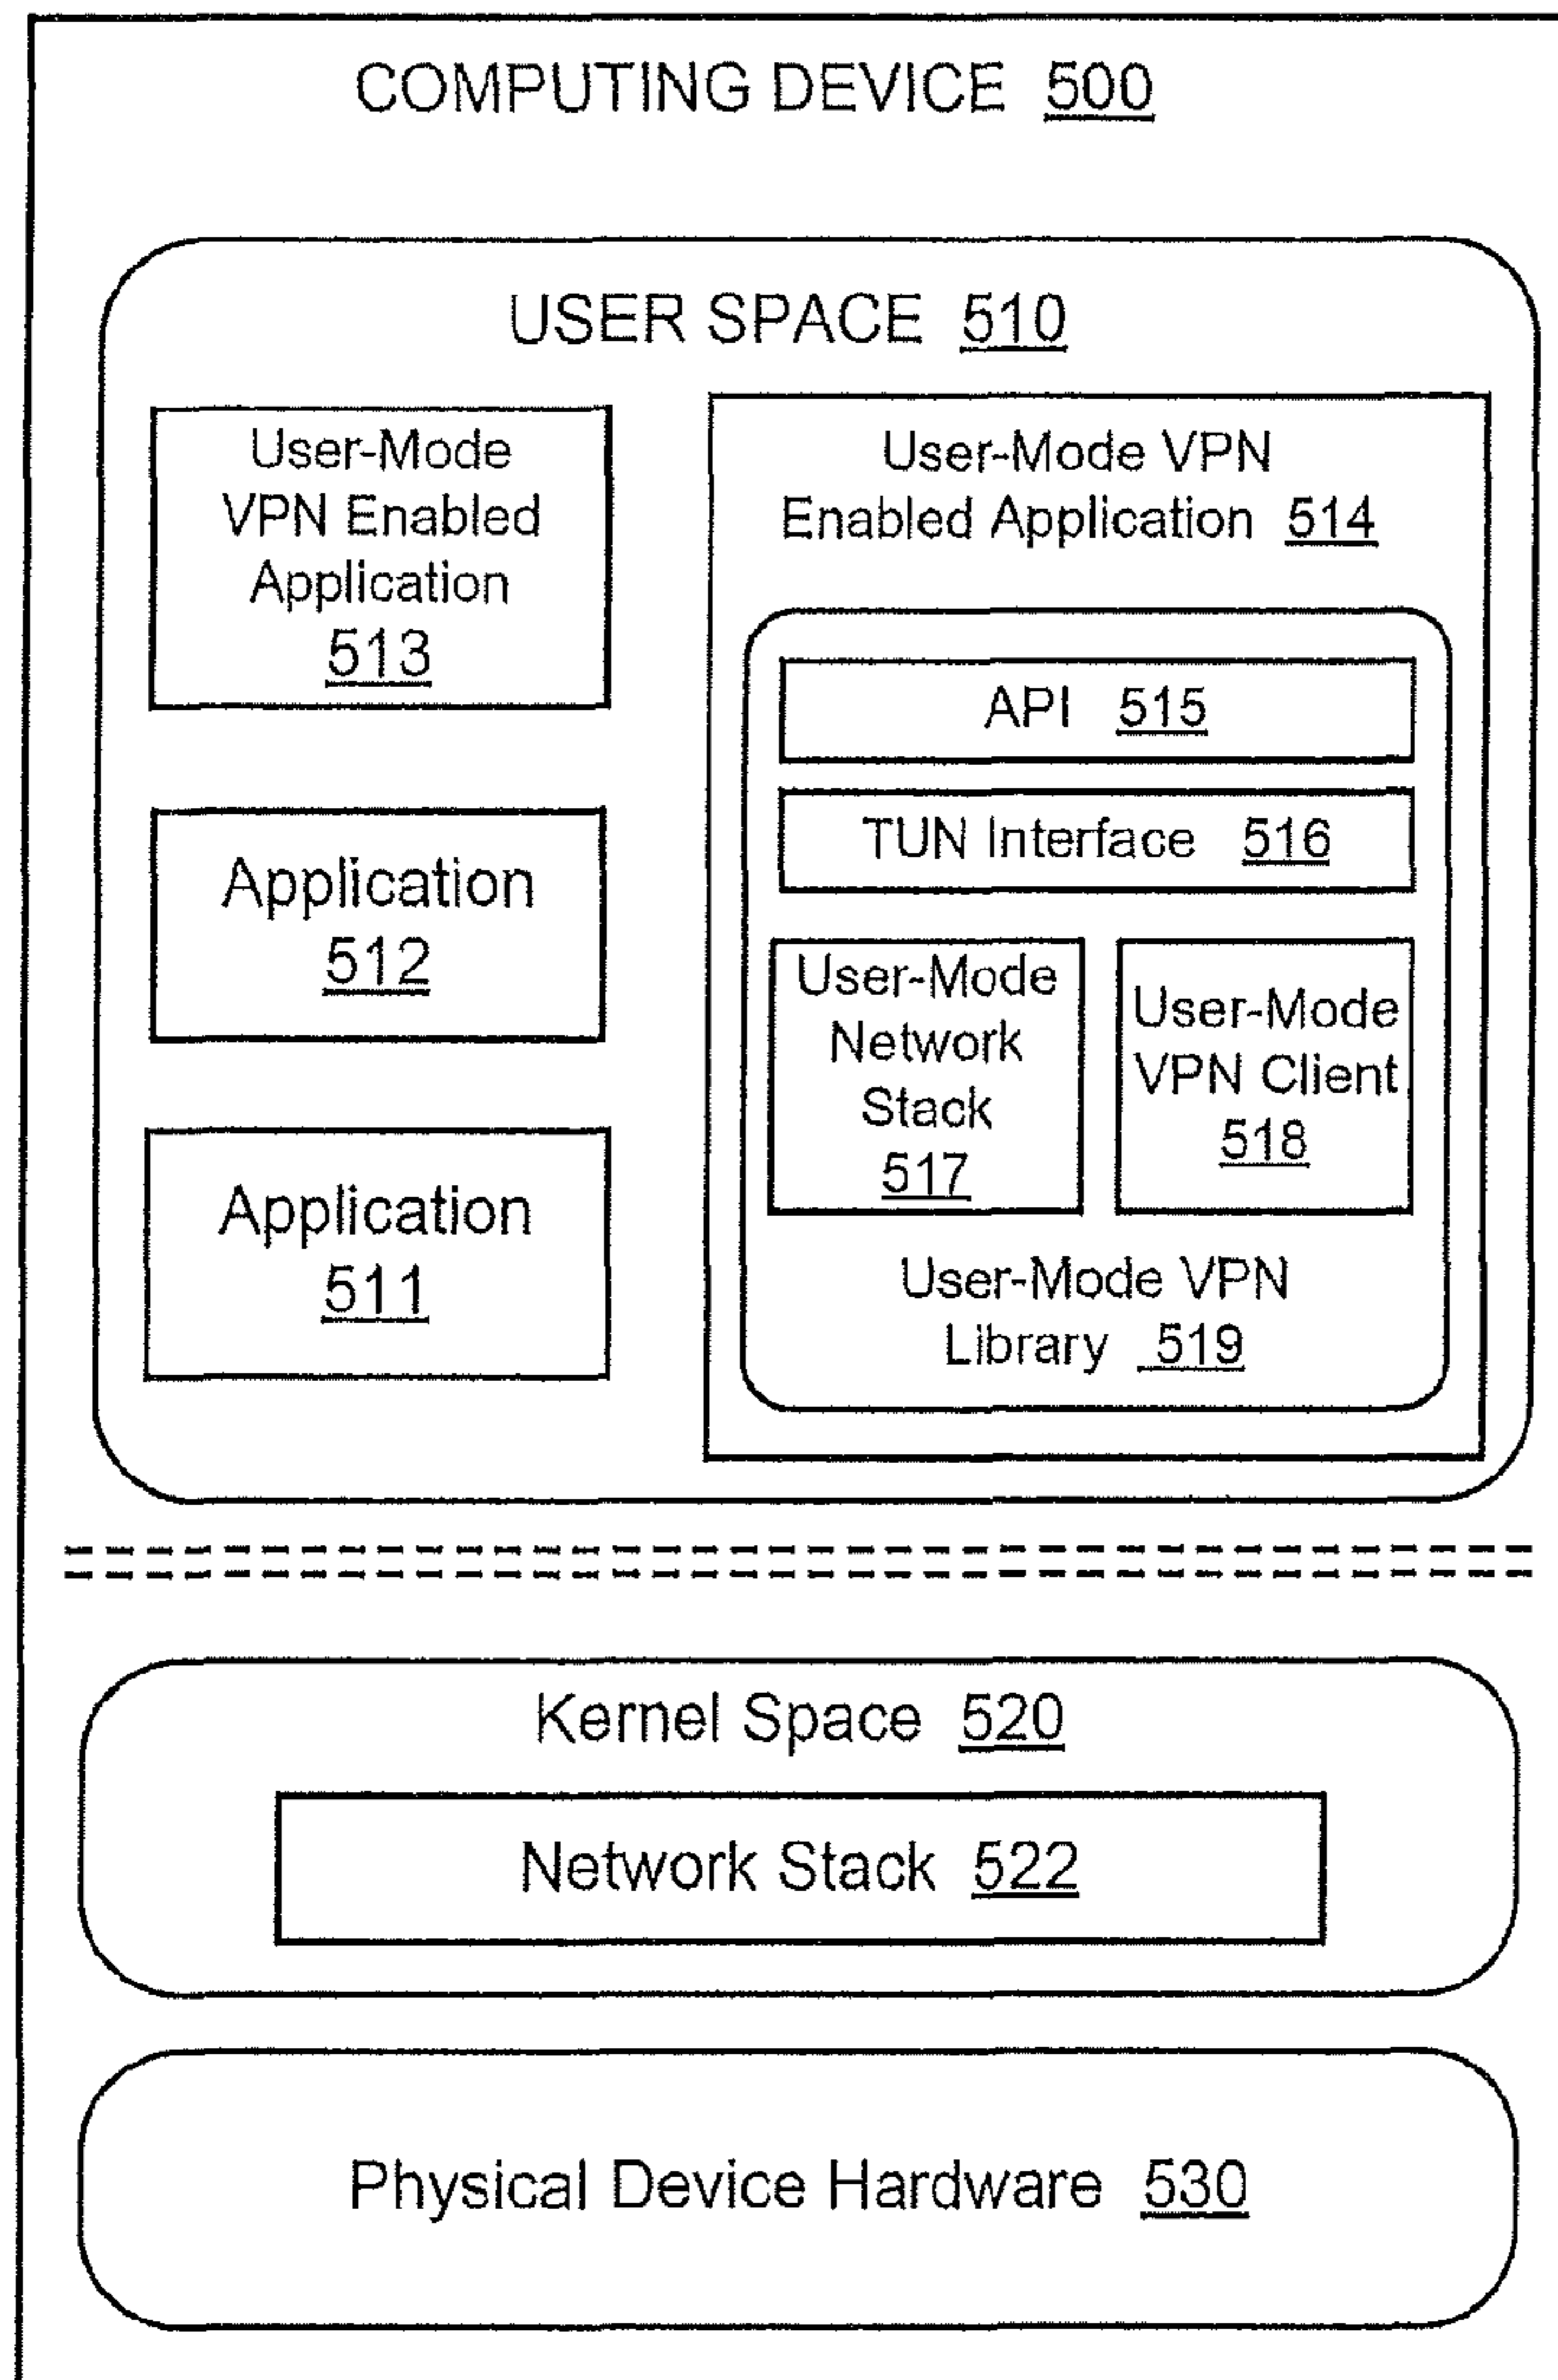 COMPUTING DEVICE 500
USER SPACE 510
User-Mode
VPN Enabled
Application
513
Application
512
Application
511
User-Mode VPN
Enabled Application 514
API 515
TUN Interface 516
User-Mode
Network
Stack
517
User-Mode
VPN Client
518
User-Mode VPN
Library 519
Kernel Space 520
Network Stack 522
Physical Device Hardware 530